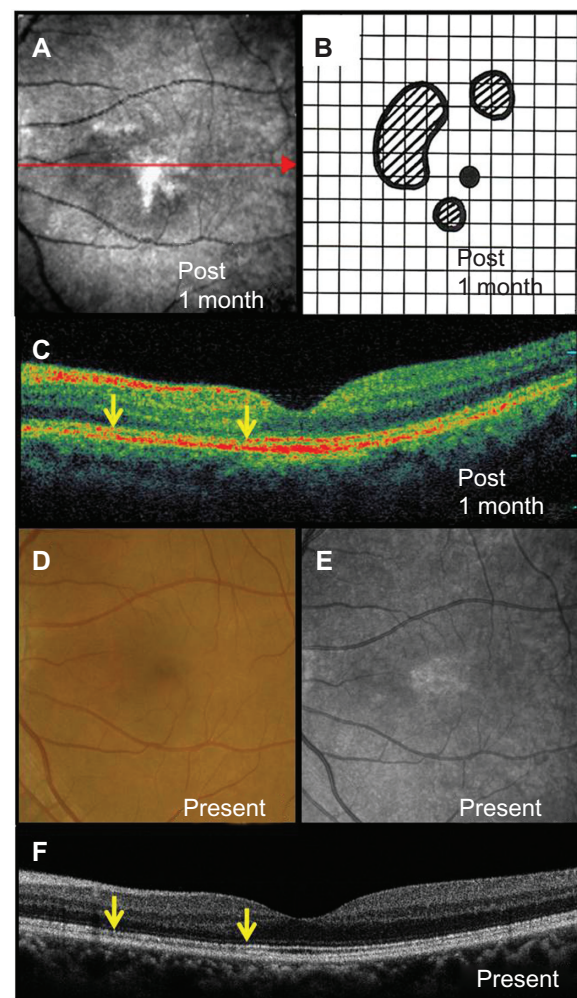 A
Post
1 month
B
Post
1 month
C
Post
1 month
D
Present
E
Present
F
Present